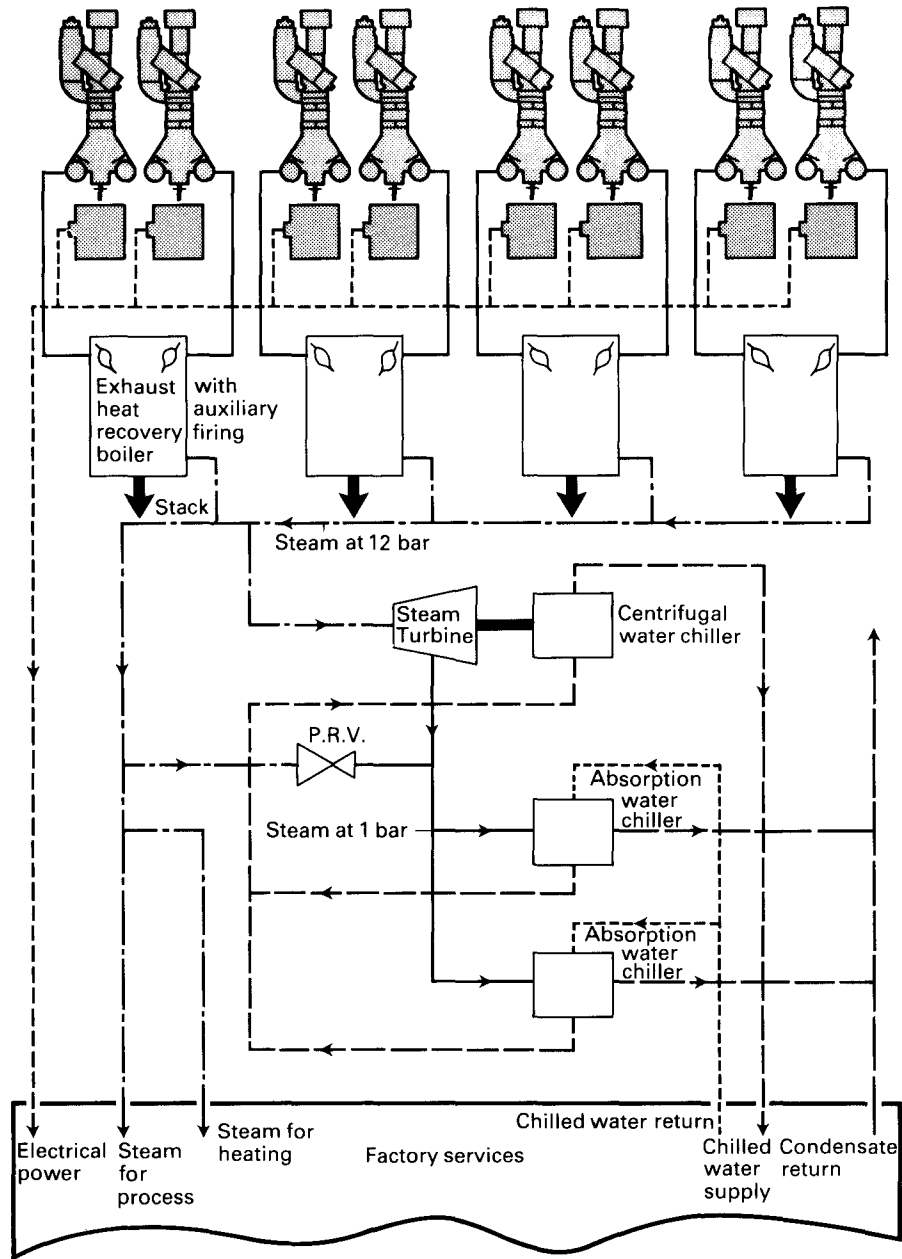 Exhaust
heat
recovery
boiler
with
auxiliary
firing
Stack
Steam at 12 bar
Steam
Turbine
Centrifugal
water chiller
P.R.V.
Absorption
water
chiller
Steam at 1 bar
Absorption
water
chiller
Chilled water return
Electrical
power
Steam
for
process
Steam for
heating
Factory services
Chilled
water
supply
Condensate
return